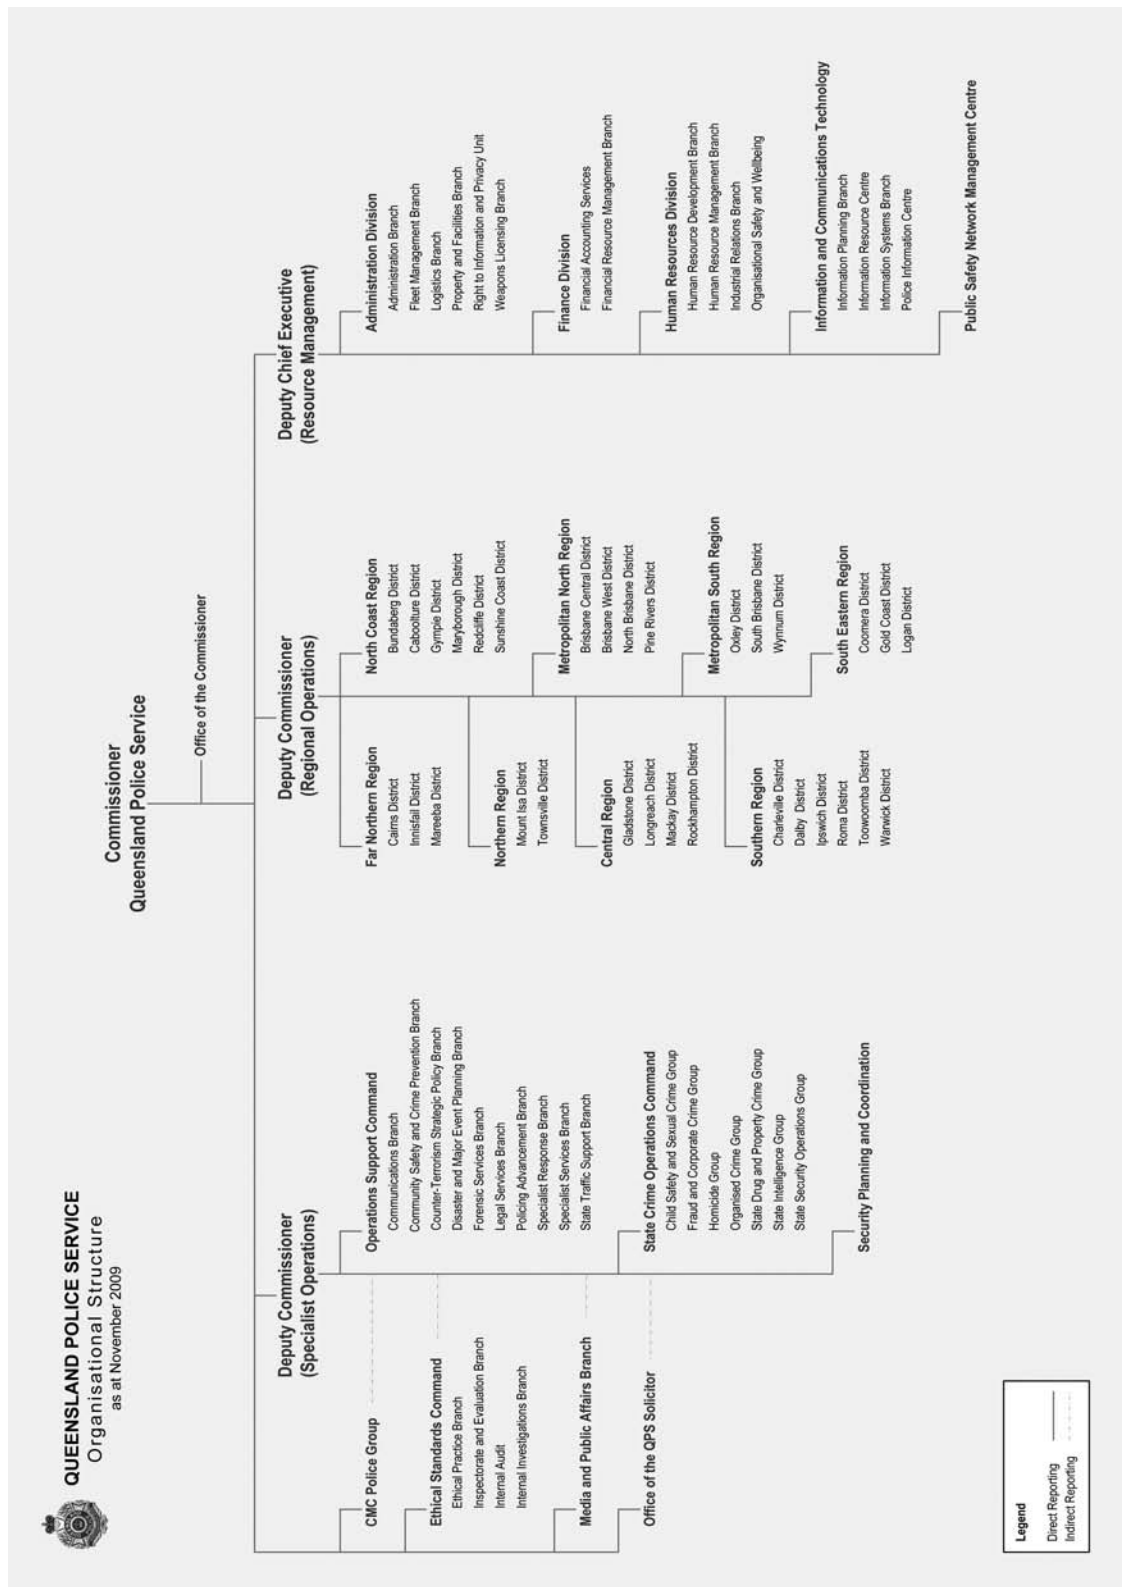 QUEENSLAND POLICE SERVICE
Organisational Structure
as at November 2009
Commissioner
Queensland Police Service
Office of the Commissioner
CMC Police Group
Ethical Standards Command
Ethical Practice Branch
Inspectorate and Evaluation Branch
Internal Audit
Internal Investigations Branch
Media and Public Affairs Branch
Office of the QPS Solicitor
Deputy Commissioner
(Specialist Operations)
Operations Support Command
Communications Branch
Community Safety and Crime Prevention Branch
Counter-Terrorism Strategic Policy Branch
Disaster and Major Event Planning Branch
Forensic Services Branch
Legal Services Branch
Policing Advancement Branch
Specialist Response Branch
Specialist Services Branch
State Traffic Support Branch
State Crime Operations Command
Child Safety and Sexual Crime Group
Fraud and Corporate Crime Group
Homicide Group
Organised Crime Group
State Drug and Property Crime Group
State Intelligence Group
State Security Operations Group
Security Planning and Coordination
Deputy Commissioner
(Regional Operations)
Far Northern Region
Cairns District
Innisfail District
Mareeba District
Northern Region
Mount Isa District
Townsville District
Central Region
Gladstone District
Longreach District
Mackay District
Rockhampton District
Southern Region
Charleville District
Dalby District
Ipswich District
Roma District
Toowoomba District
Warwick District
North Coast Region
Bundaberg District
Caboolture District
Gympie District
Maryborough District
Redcliffe District
Sunshine Coast District
Metropolitan North Region
Brisbane Central District
Brisbane West District
North Brisbane District
Pine Rivers District
Metropolitan South Region
Oxley District
South Brisbane District
Wynnum District
South Eastern Region
Coomera District
Gold Coast District
Logan District
Deputy Chief Executive
(Resource Management)
Administration Division
Administration Branch
Fleet Management Branch
Logistics Branch
Property and Facilities Branch
Right to Information and Privacy Unit
Weapons Licensing Branch
Finance Division
Financial Accounting Services
Financial Resource Management Branch
Human Resources Division
Human Resource Development Branch
Human Resource Management Branch
Industrial Relations Branch
Organisational Safety and Wellbeing
Information and Communications Technology
Information Planning Branch
Information Resource Centre
Information Systems Branch
Police Information Centre
Public Safety Network Management Centre
Legend
Direct Reporting
Indirect Reporting